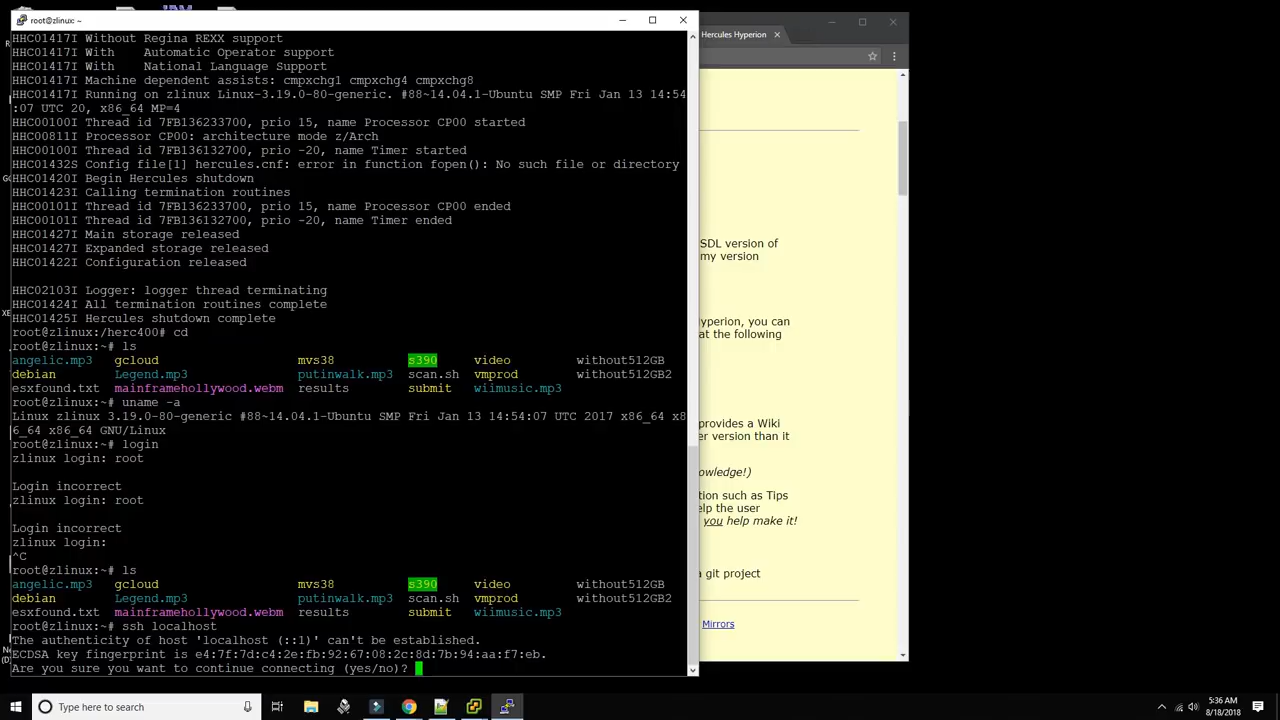 root@zlinux: ~
HHC01417I Without Regina REXX support
HHC01417I With    Automatic Operator support
HHC01417I With    National Language Support
HHC01417I Machine dependent assists: cmpxchg1 cmpxchg4 cmpxchg8
HHC01417I Running on zlinux Linux-3.19.0-80-generic. #88~14.04.1-Ubuntu SMP Fri Jan 13 14:54
:07 UTC 20, x86_64 MP=4
HHC00100I Thread id 7FB136233700, prio 15, name Processor CP00 started
HHC00811I Processor CP00: architecture mode z/Arch
HHC00100I Thread id 7FB136132700, prio -20, name Timer started
HHC01432S Config file[1] hercules.cnf: error in function fopen(): No such file or directory
HHC01420I Begin Hercules shutdown
HHC01423I Calling termination routines
HHC00101I Thread id 7FB136233700, prio 15, name Processor CP00 ended
HHC00101I Thread id 7FB136132700, prio -20, name Timer ended
HHC01427I Main storage released
HHC01427I Expanded storage released
HHC01422I Configuration released
HHC02103I Logger: logger thread terminating
HHC01424I All termination routines complete
HHC01425I Hercules shutdown complete
root@zlinux:/herc400# cd
root@zlinux:~# ls
angelic.mp3   gcloud                   mvs38          s390      video      without512GB
debian        Legend.mp3               putinwalk.mp3  scan.sh   vmprod     without512GB2
esxfound.txt  mainframehollywood.webm  results        submit    wiimusic.mp3
root@zlinux:~# uname -a
Linux zlinux 3.19.0-80-generic #88~14.04.1-Ubuntu SMP Fri Jan 13 14:54:07 UTC 2017 x86_64 x8
6_64 x86_64 GNU/Linux
root@zlinux:~# login
zlinux login: root
Login incorrect
zlinux login: root
Login incorrect
zlinux login:
^C
root@zlinux:~# ls
angelic.mp3   gcloud                   mvs38          s390      video      without512GB
debian        Legend.mp3               putinwalk.mp3  scan.sh   vmprod     without512GB2
esxfound.txt  mainframehollywood.webm  results        submit    wiimusic.mp3
root@zlinux:~# ssh localhost
The authenticity of host 'localhost (::1)' can't be established.
ECDSA key fingerprint is e4:7f:7d:c4:2e:fb:92:67:08:2c:8d:7b:94:aa:f7:eb.
Are you sure you want to continue connecting (yes/no)?
Hercules Hyperion
SDL version of
my version
yperion, you can
at the following
provides a Wiki
er version than it
owledge!)
tion such as Tips
elp the user
you help make it!
a git project
Mirrors
Type here to search
5:36 AM
8/18/2018